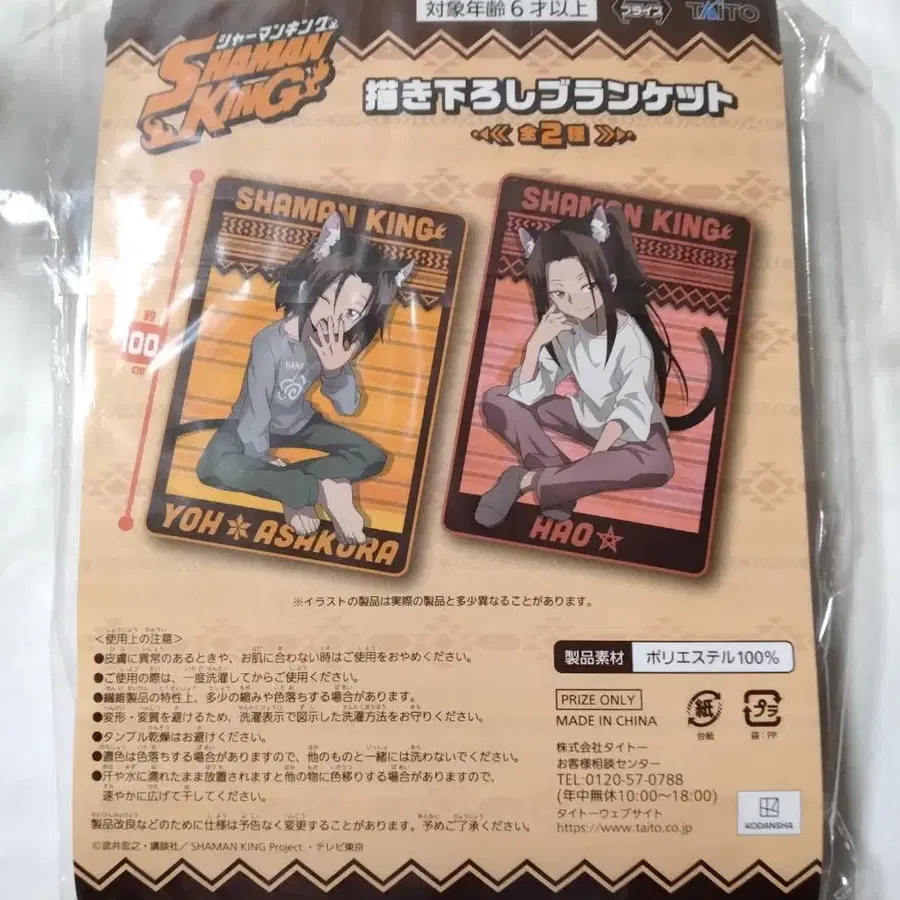 対象年齢6才以上
プライズ
TAITO
シャーマンキング
SHAMAN
KING
描き下ろしブランケット
全2種
SHAMAN KING
SHAMAN KING
約
100
cm
HANA
YOH ASAKURA
HAO
※イラストの製品は実際の製品と多少異なることがあります。
<使用上の注意>
●皮膚に異常のあるときや、お肌に合わない時はご使用をおやめください。
●ご使用の際は、一度洗濯してからご使用ください。
●繊維製品の特性上、多少の縮みや色落ちする場合があります。
●変形・変質を避けるため、洗濯表示で図示した洗濯方法をお守りください。
●タンブル乾燥はお避けください。
●濃色は色落ちする場合がありますので、他のものと一緒には洗わないでください。
●汗や水に濡れたまま放置されますと他の物に色移りする場合がありますので、
速やかに広げて干してください。
製品改良などのために仕様は予告なく変更することがあります。予めご了承ください。
©武井宏之・講談社/SHAMAN KING Project.・テレビ東京
製品素材 ポリエステル100%
PRIZE ONLY
MADE IN CHINA
紙
台紙
プラ
袋:PP
株式会社タイトー
お客様相談センター
TEL:0120-57-0788
(年中無休10:00~18:00)
タイトーウェブサイト
https://www.taito.co.jp
KODANSHA